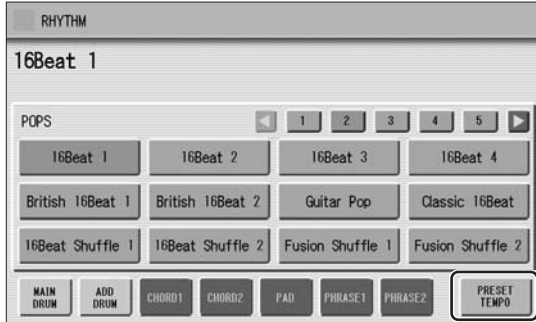 RHYTHM
16Beat 1
POPS 1 2 3 4 5
16Beat 1 16Beat 2 16Beat 3 16Beat 4
British 16Beat 1 British 16Beat 2 Guitar Pop Classic 16Beat
16Beat Shuffle 1 16Beat Shuffle 2 Fusion Shuffle 1 Fusion Shuffle 2
MAIN DRUM ADD DRUM CHORD1 CHORD2 PAD PHRASE1 PHRASE2 PRESET TEMPO